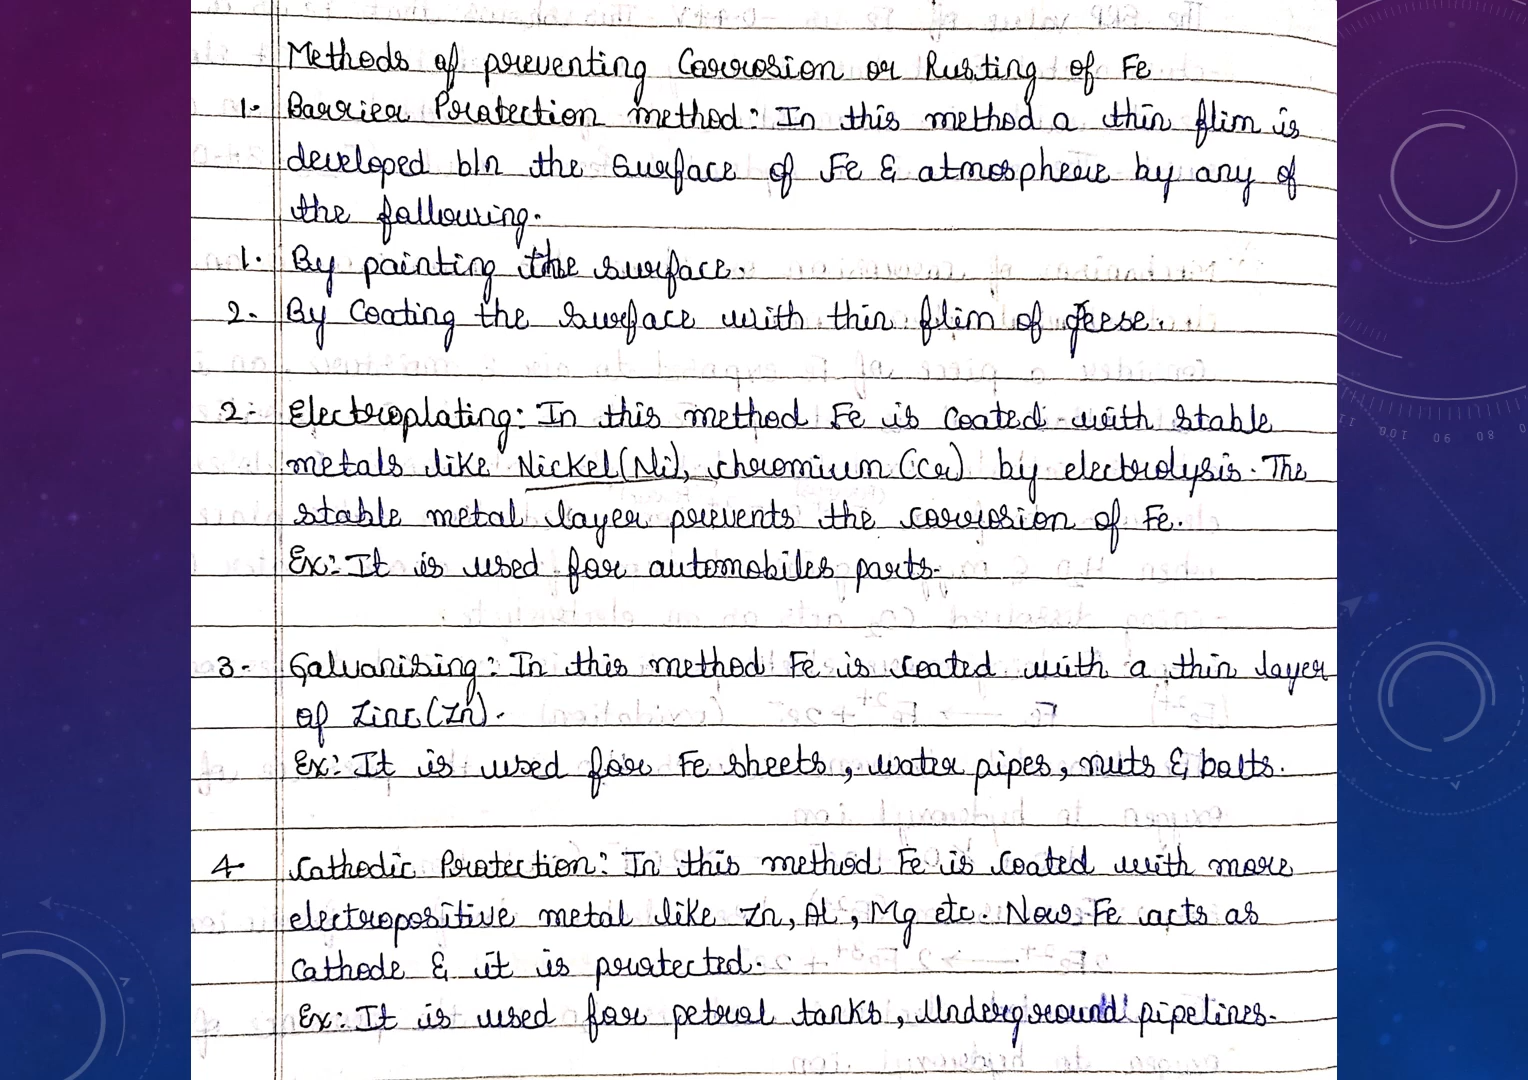 Methods of preventing Corrosion or Rusting of Fe
1. Barrier Protection method: In this method a thin flim is
developed b/n the surface of Fe & atmosphere by any of
the following.
1. By painting the surface.
2. By Coating the surface with thin flim of greese.
2. Electroplating: In this method Fe is coated with stable
metals like Nickel(Ni), chromium(Cr) by electrolysis. The
stable metal layer prevents the corrosion of Fe.
Ex: It is used for automobiles parts.
3. Galvanising: In this method Fe is coated with a thin layer
of Zinc(Zn).
Ex: It is used for Fe sheets, water pipes, nuts & bolts.
4. Cathodic Protection: In this method Fe is coated with more
electropositive metal like Zn, Al, Mg etc. Now Fe acts as
cathode & it is protected.
Ex: It is used for petrol tanks, Underground pipelines.